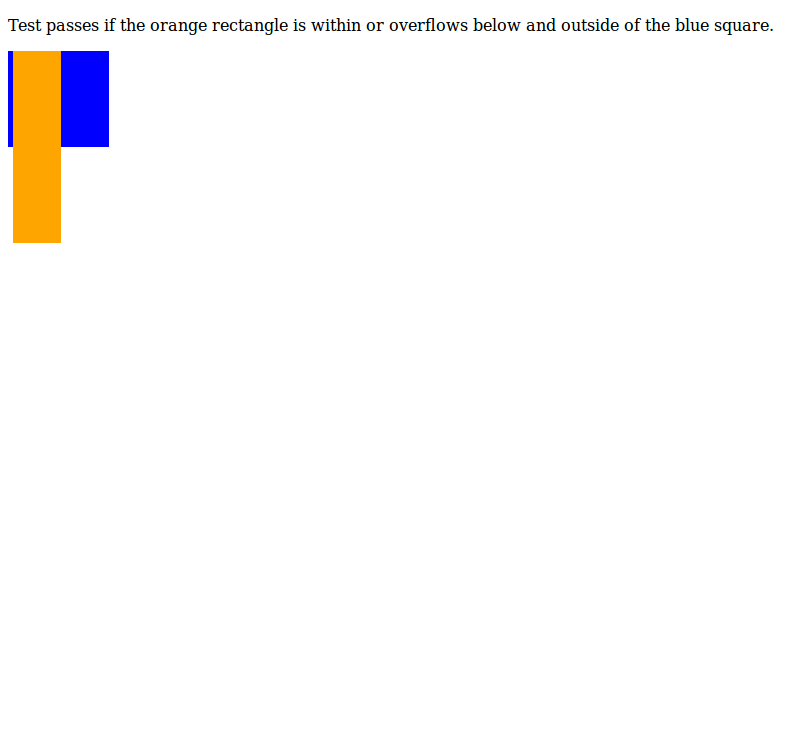 Test passes if the orange rectangle is within or overflows below and outside of the blue square.